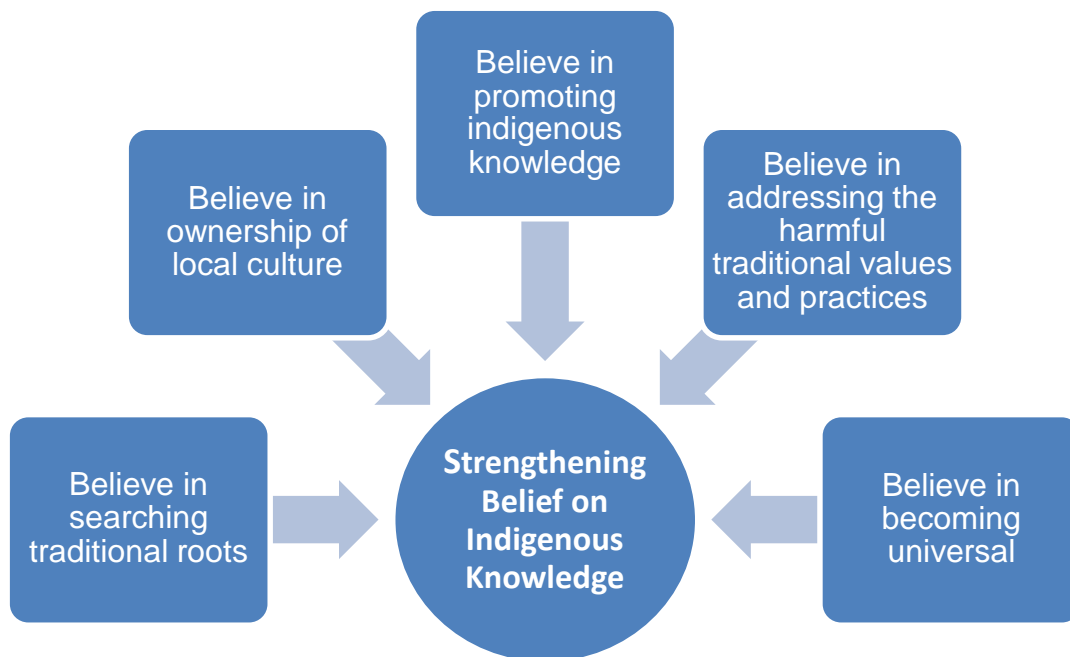 Believe in
promoting
indigenous
knowledge
Believe in
ownership of
local culture
Believe in
addressing the
harmful
traditional values
and practices
Believe in
searching
traditional roots
Strengthening
Belief on
Indigenous
Knowledge
Believe in
becoming
universal